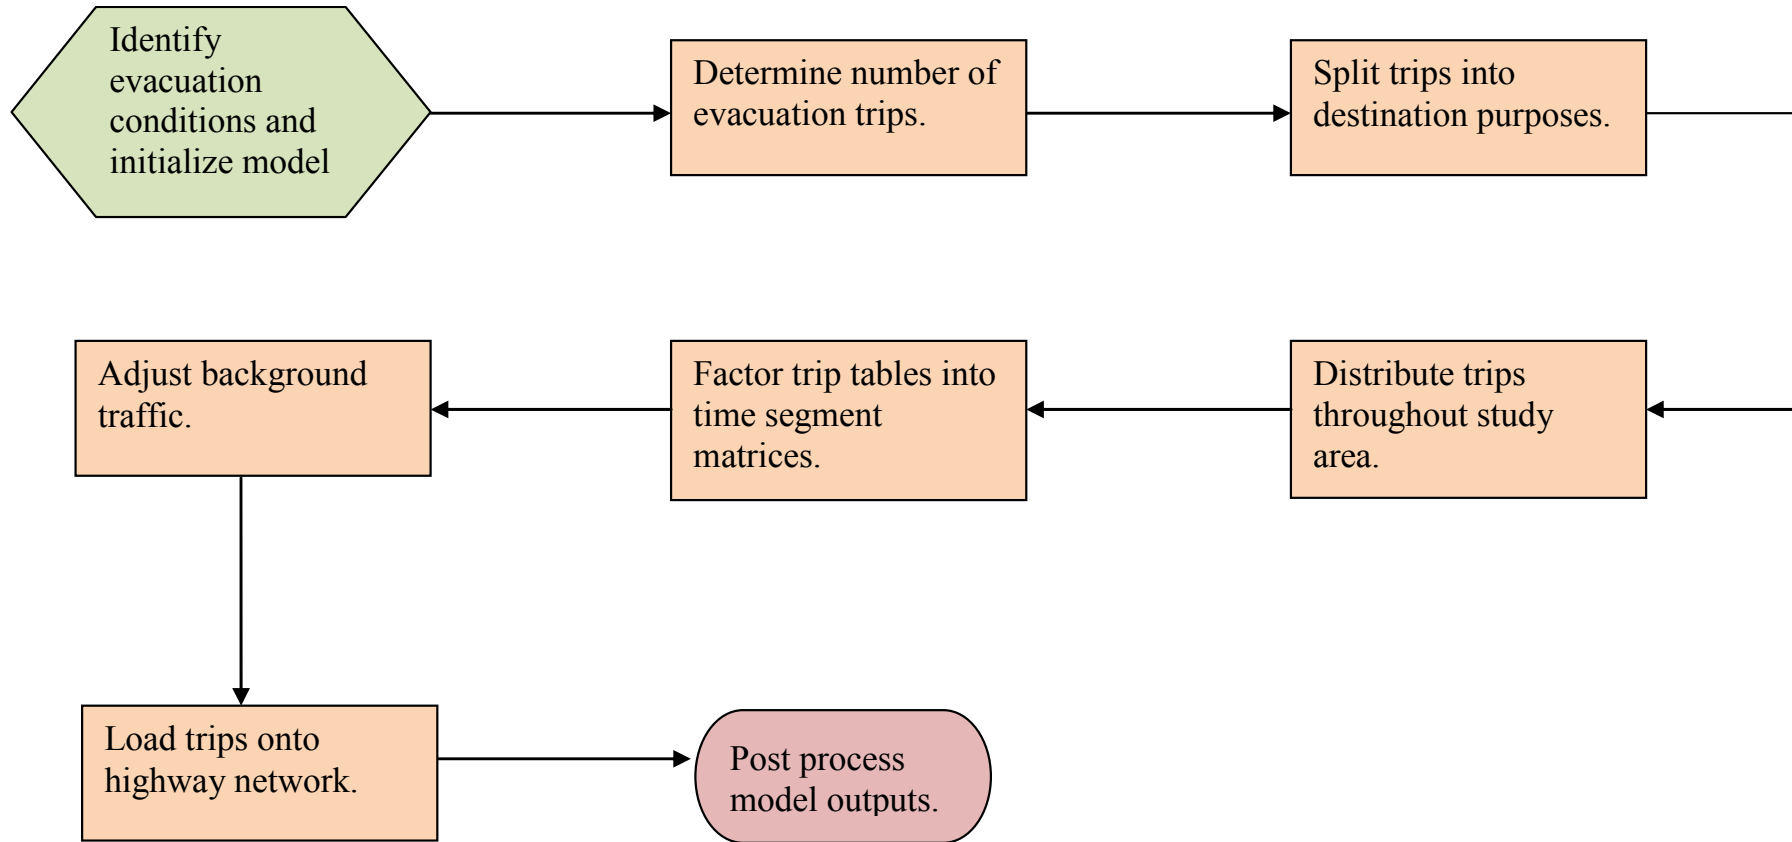 Identify
evacuation
conditions and
initialize model
Determine number of
evacuation trips.
Split trips into
destination purposes.
Distribute trips
throughout study
area.
Factor trip tables into
time segment
matrices.
Adjust background
traffic.
Load trips onto
highway network.
Post process
model outputs.